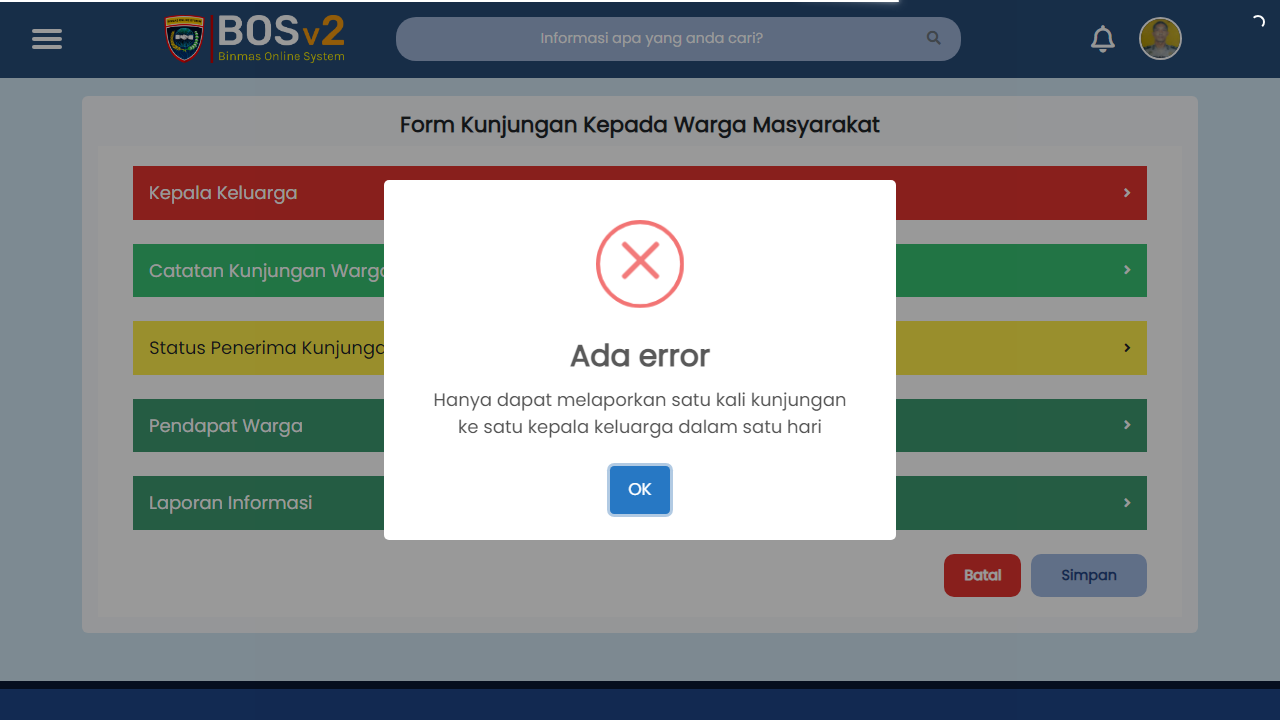 BOSv2
Binmas Online System
Informasi apa yang anda cari?
Form Kunjungan Kepada Warga Masyarakat
Kepala Keluarga
Catatan Kunjungan Warga
Status Penerima
Pendapat Warga
Laporan Informasi
Ada error
Hanya dapat melaporkan satu kali kunjungan
ke satu kepala keluarga dalam satu hari
OK
Batal
Simpan